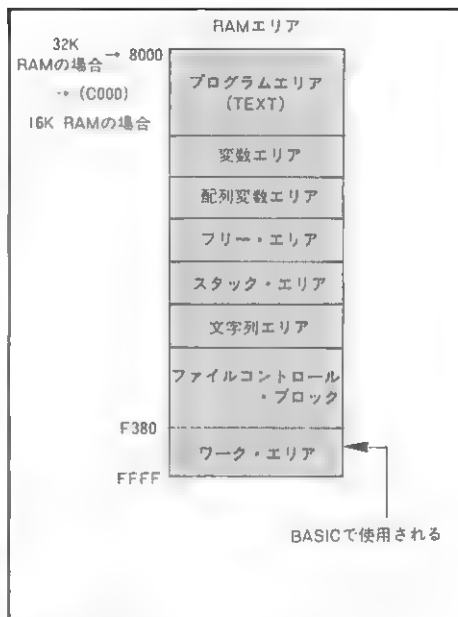 RAMエリア
32K
RAMの場合
→ 8000
→ (C000)
16K RAMの場合
プログラムエリア
(TEXT)
変数エリア
配列変数エリア
フリー・エリア
スタック・エリア
文字列エリア
ファイルコントロール
・ブロック
F380
ワーク・エリア
FFFF
BASICで使用される